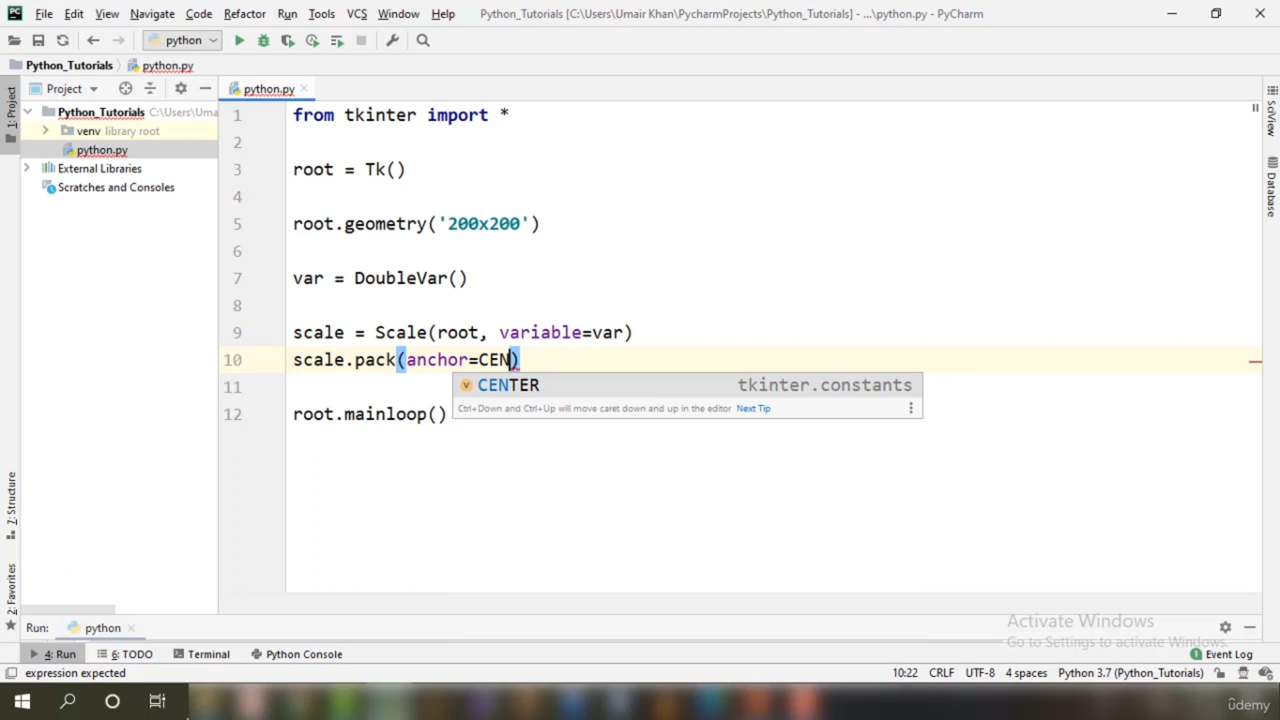 File Edit View Navigate Code Refactor Run Tools VCS Window Help Python_Tutorials [C:\Users\Umair Khan\PycharmProjects\Python_Tutorials] - ...\python.py - PyCharm
python
Python_Tutorials python.py
Project
python.py
1: Project
Python_Tutorials C:\Users\Uma
venv library root
python.py
External Libraries
Scratches and Consoles
1 from tkinter import *
2
3 root = Tk()
4
5 root.geometry('200x200')
6
7 var = DoubleVar()
8
9 scale = Scale(root, variable=var)
10 scale.pack(anchor=CEN)
CENTER tkinter.constants
11
Ctrl+Down and Ctrl+Up will move caret down and up in the editor Next Tip
12 root.mainloop()
SciView
Database
7: Structure
2: Favorites
Activate Windows
Go to Settings to activate Windows.
Run: python
4: Run 6: TODO Terminal Python Console 1 Event Log
expression expected 10:22 CRLF UTF-8 4 spaces Python 3.7 (Python_Tutorials)
ûdemy